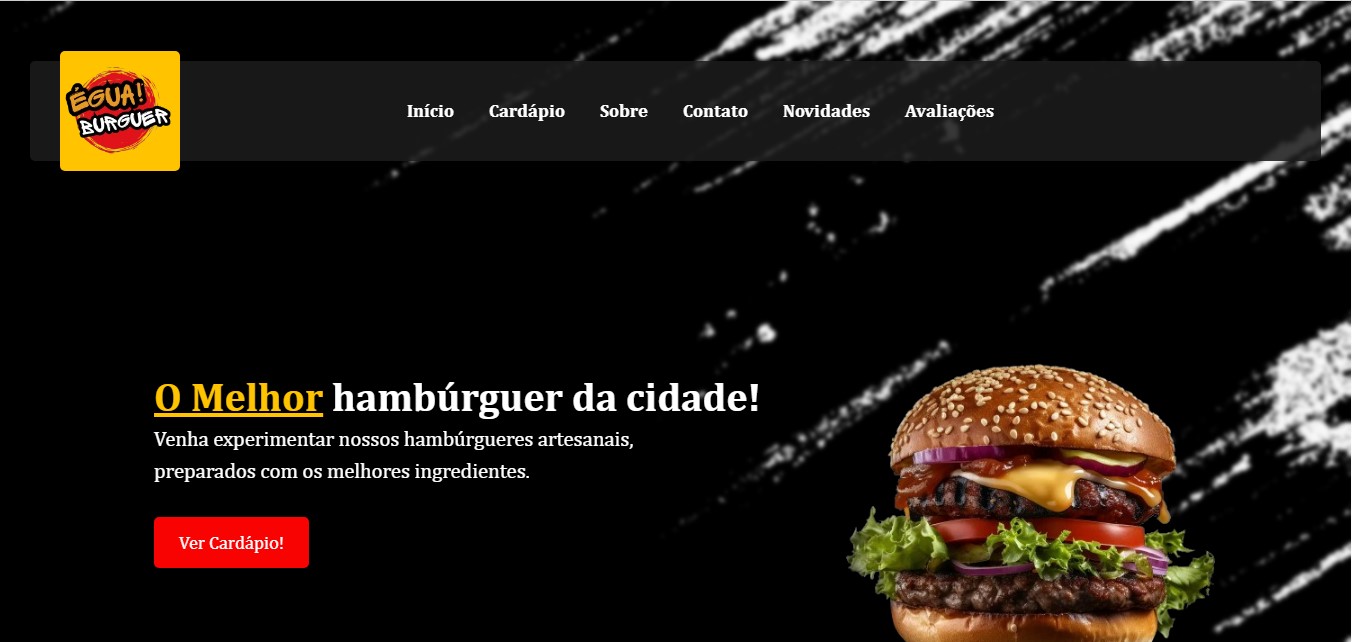 ÉGUA!
BURGUER
Início Cardápio Sobre Contato Novidades Avaliações
O Melhor hambúrguer da cidade!
Venha experimentar nossos hambúrgueres artesanais,
preparados com os melhores ingredientes.
Ver Cardápio!